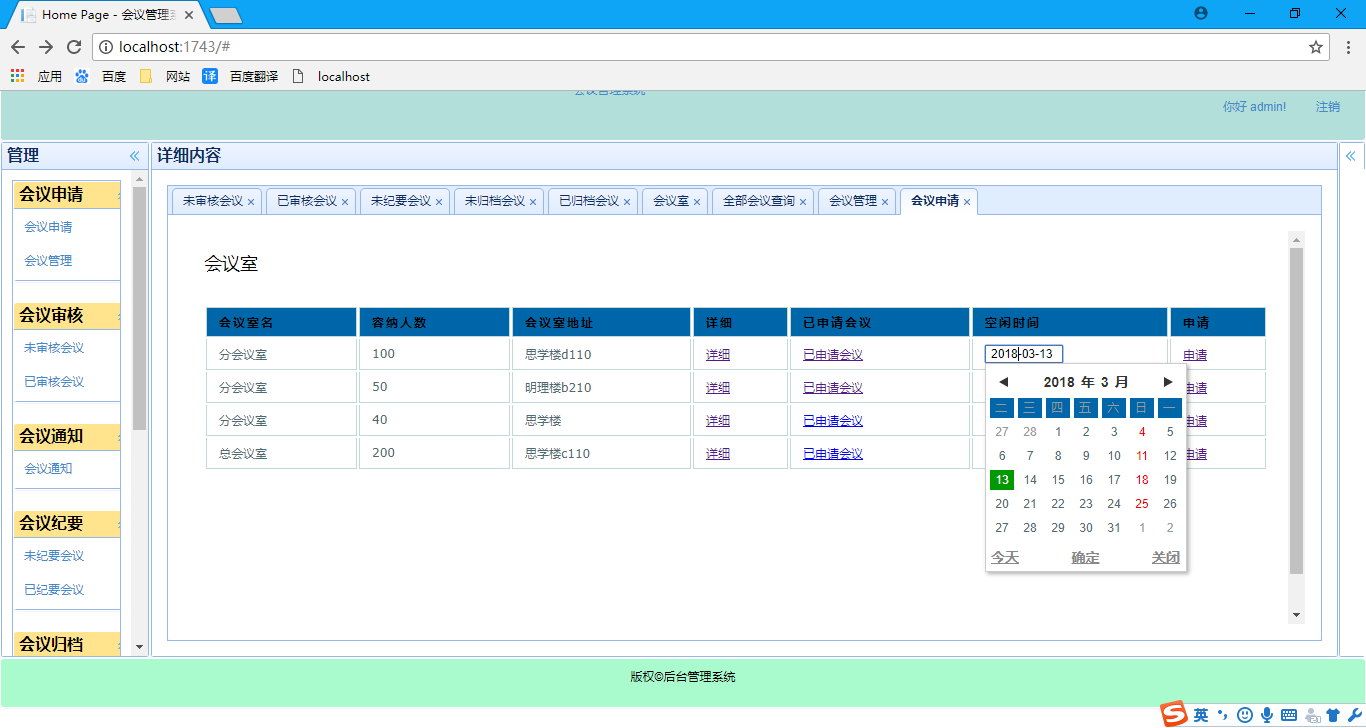 Home Page - 会议管理系
localhost:1743/#
应用 百度 网站 译 百度翻译 localhost
会议管理系统
你好 admin! 注销
管理
详细内容
会议申请
会议申请
会议管理
会议审核
未审核会议
已审核会议
会议通知
会议通知
会议纪要
未纪要会议
已纪要会议
会议归档
未审核会议 已审核会议 未纪要会议 未归档会议 已归档会议 会议室 全部会议查询 会议管理 会议申请
会议室
会议室名 容纳人数 会议室地址 详细 已申请会议 空闲时间 申请
分会议室 100 思学楼d110 详细 已申请会议 2018-03-13 申请
分会议室 50 明理楼b210 详细 已申请会议 申请
分会议室 40 思学楼 详细 已申请会议 申请
总会议室 200 思学楼c110 详细 已申请会议 申请
2018 年 3 月
二 三 四 五 六 日 一
27 28 1 2 3 4 5
6 7 8 9 10 11 12
13 14 15 16 17 18 19
20 21 22 23 24 25 26
27 28 29 30 31 1 2
今天 确定 关闭
版权©后台管理系统
S 英